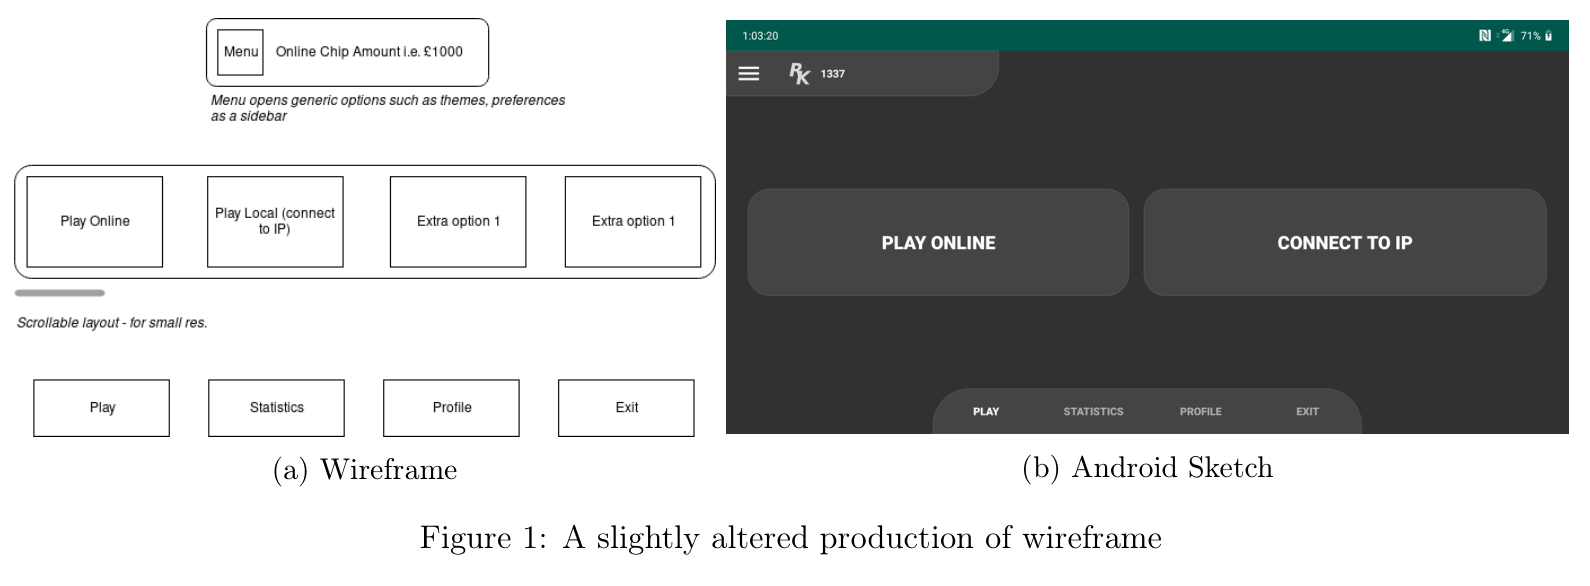 Menu
Online Chip Amount i.e. £1000
Menu opens generic options such as themes, preferences
as a sidebar
Play Online
Play Local (connect
to IP)
Extra option 1
Extra option 1
Scrollable layout - for small res.
Play
Statistics
Profile
Exit
(a) Wireframe
1:03:20
4G
71%
RK
1337
PLAY ONLINE
CONNECT TO IP
PLAY
STATISTICS
PROFILE
EXIT
(b) Android Sketch
Figure 1: A slightly altered production of wireframe